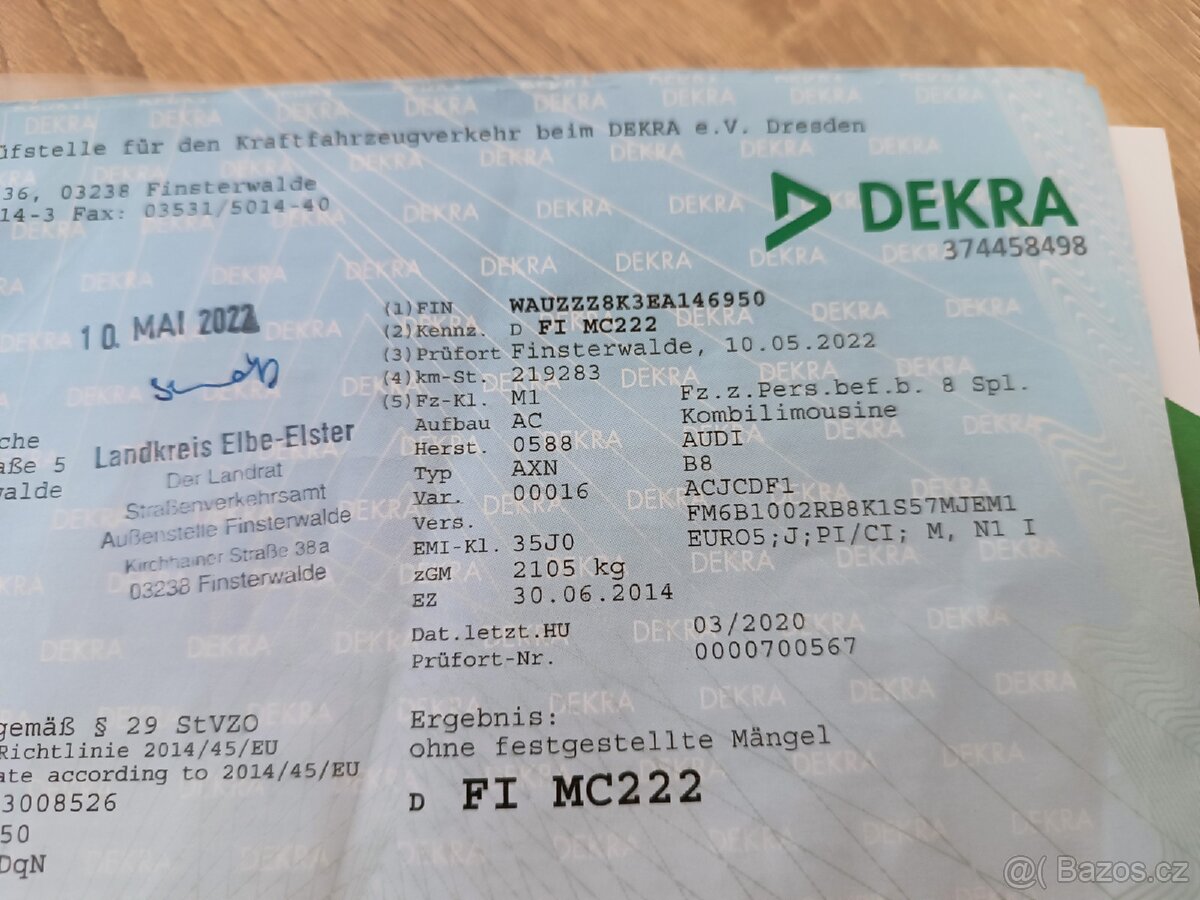 üfstelle für den Kraftfahrzeugverkehr beim DEKRA e.V. Dresden
36, 03238 Finsterwalde
14-3 Fax: 03531/5014-40
DEKRA
374458498
10. MAI 2022
(1) FIN WAUZZZ8K3EA146950
(2) Kennz. D FI MC222
(3) Prüfort Finsterwalde, 10.05.2022
(4) km-St. 219283
(5) Fz-Kl. M1 Fz.z.Pers.bef.b. 8 Spl.
Aufbau AC Kombilimousine
Herst. 0588 AUDI
Typ AXN B8
Var. 00016 ACJCDF1
Vers. FM6B1002RB8K1S57MJEM1
EMI-Kl. 35J0 EURO5;J;PI/CI; M, N1 I
zGM 2105 kg
EZ 30.06.2014
Dat.letzt.HU 03/2020
Prüfort-Nr. 0000700567
che
aße 5
walde
Landkreis Elbe-Elster
Der Landrat
Straßenverkehrsamt
Außenstelle Finsterwalde
Kirchhainer Straße 38a
03238 Finsterwalde
gemäß § 29 StVZO
Richtlinie 2014/45/EU
ate according to 2014/45/EU
3008526
50
DqN
Ergebnis:
ohne festgestellte Mängel
D FI MC222
@( Bazos.cz